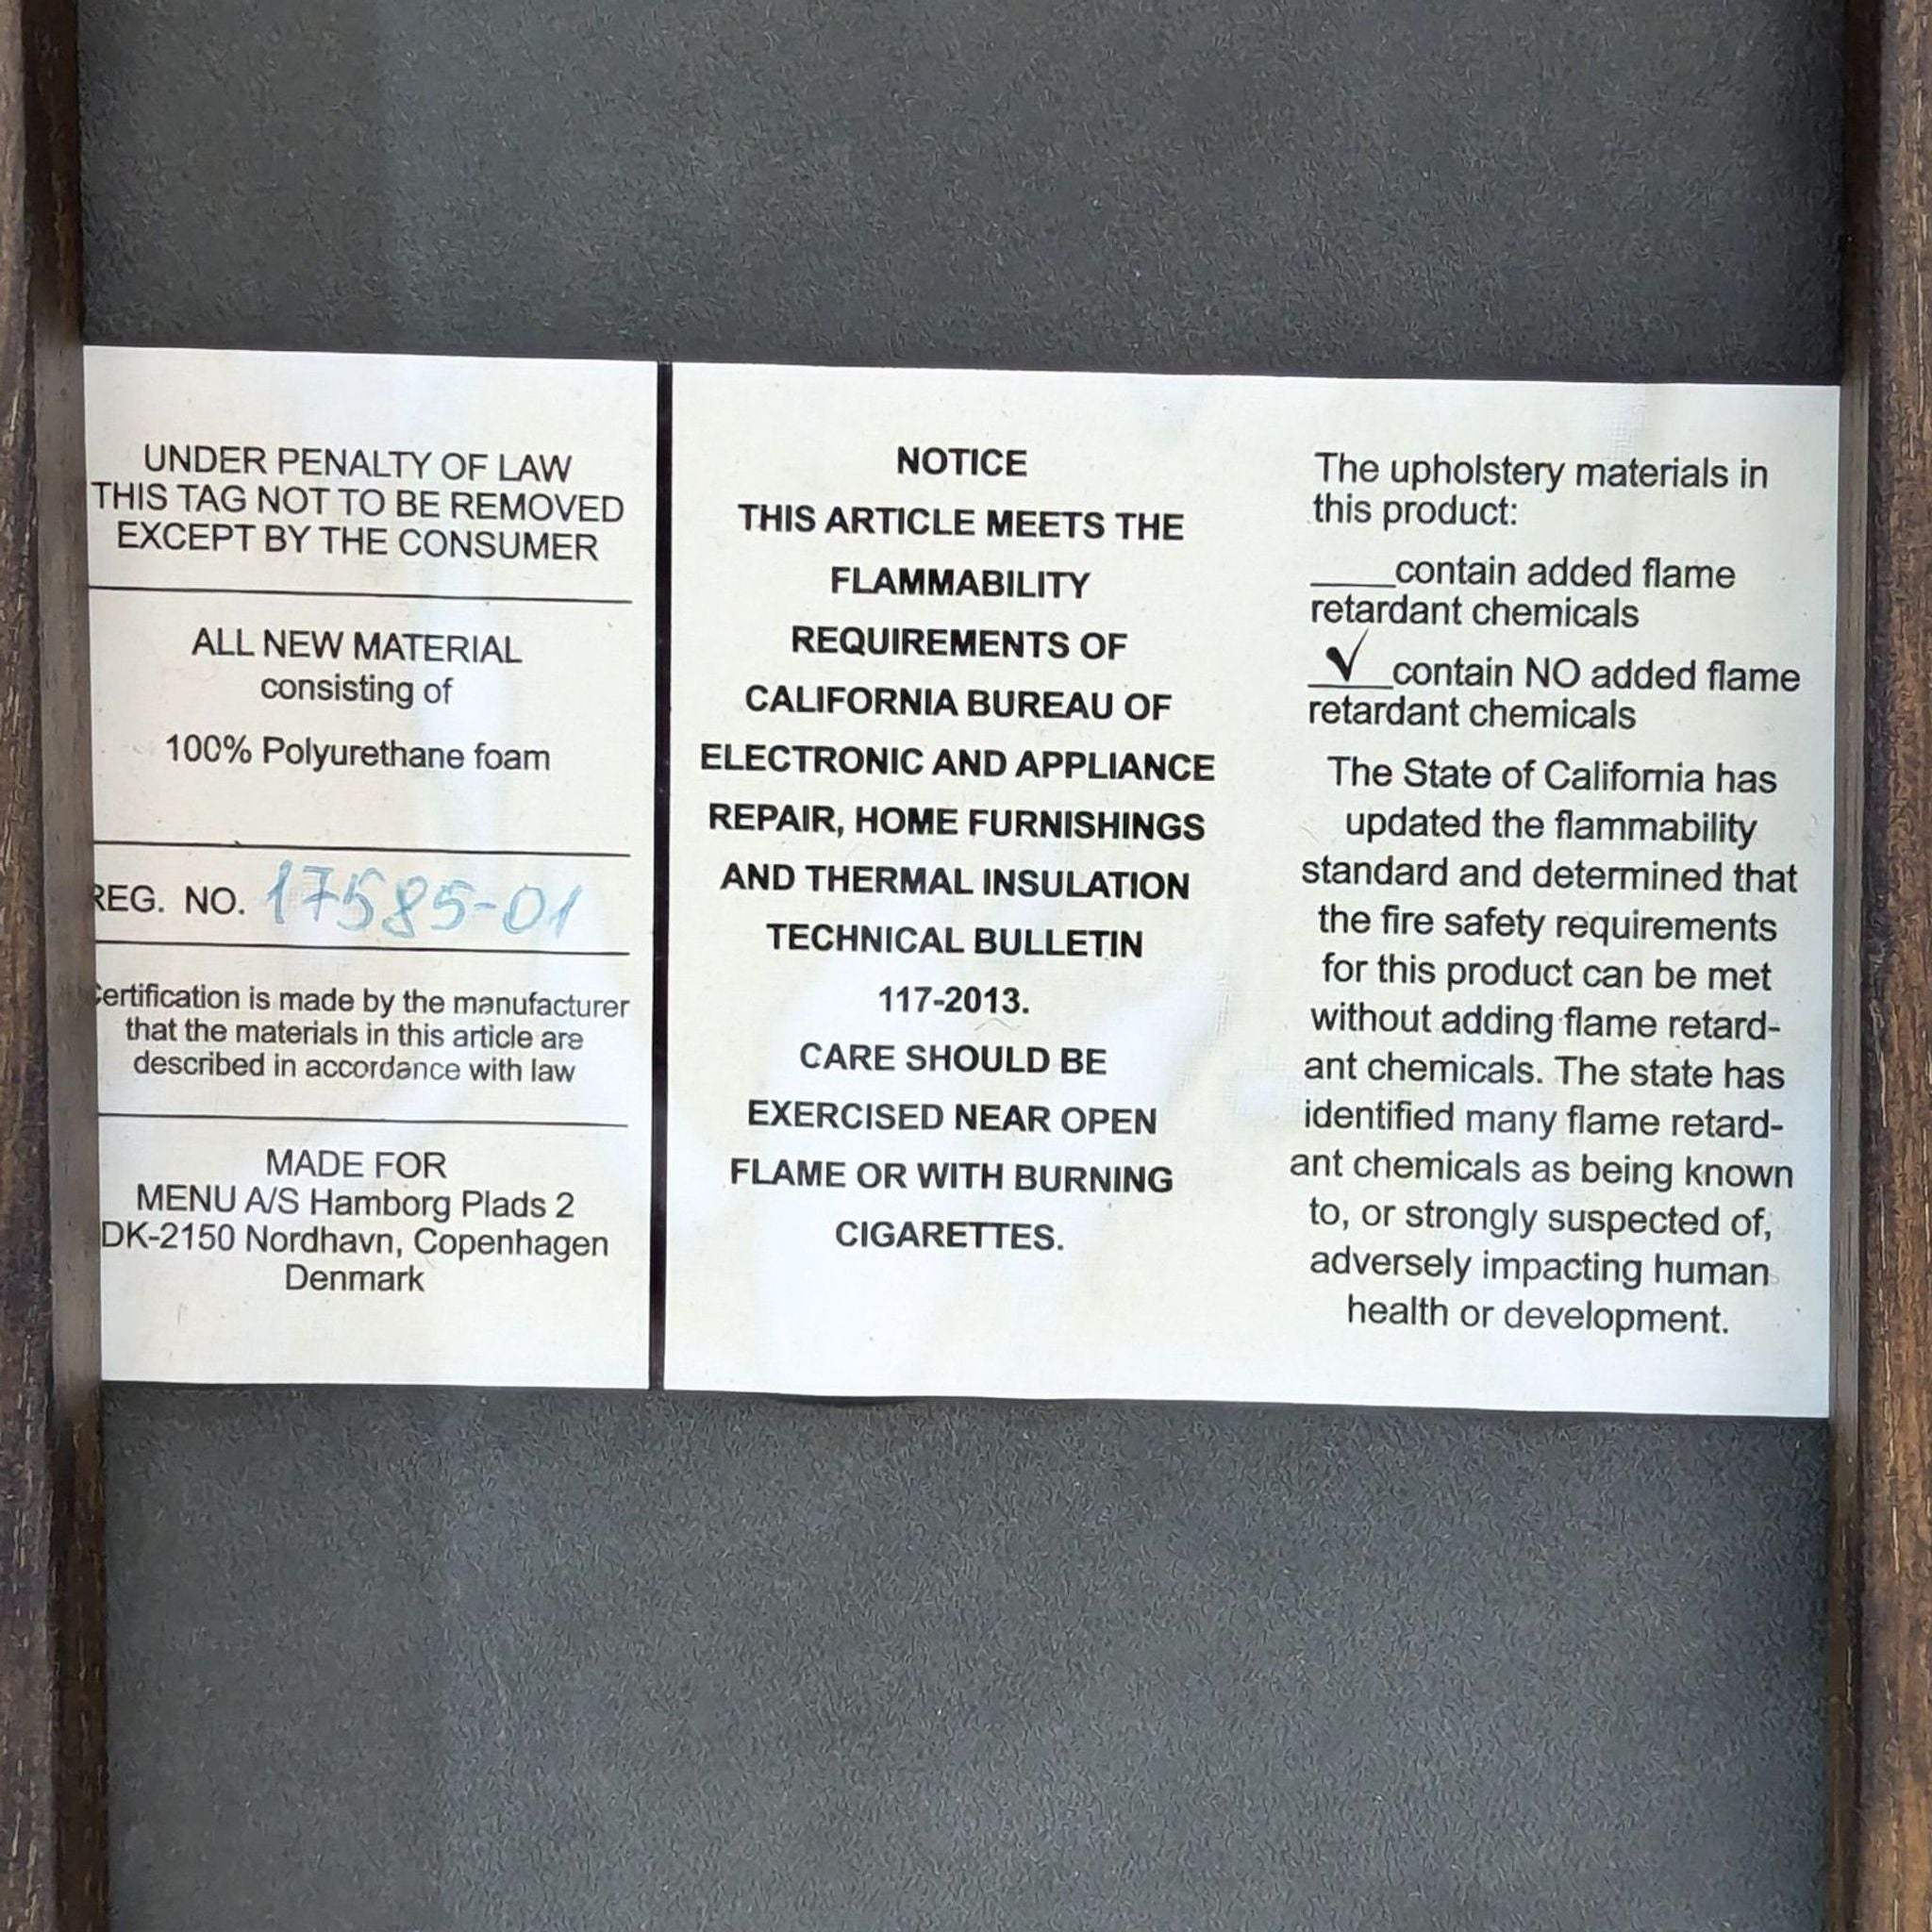 UNDER PENALTY OF LAW
THIS TAG NOT TO BE REMOVED
EXCEPT BY THE CONSUMER
ALL NEW MATERIAL
consisting of
100% Polyurethane foam
REG. NO. 17585-01
Certification is made by the manufacturer
that the materials in this article are
described in accordance with law
MADE FOR
MENU A/S Hamborg Plads 2
DK-2150 Nordhavn, Copenhagen
Denmark
NOTICE
THIS ARTICLE MEETS THE
FLAMMABILITY
REQUIREMENTS OF
CALIFORNIA BUREAU OF
ELECTRONIC AND APPLIANCE
REPAIR, HOME FURNISHINGS
AND THERMAL INSULATION
TECHNICAL BULLETIN
117-2013.
CARE SHOULD BE
EXERCISED NEAR OPEN
FLAME OR WITH BURNING
CIGARETTES.
The upholstery materials in
this product:
____contain added flame
retardant chemicals
✓ contain NO added flame
retardant chemicals
The State of California has
updated the flammability
standard and determined that
the fire safety requirements
for this product can be met
without adding flame retard-
ant chemicals. The state has
identified many flame retard-
ant chemicals as being known
to, or strongly suspected of,
adversely impacting human
health or development.